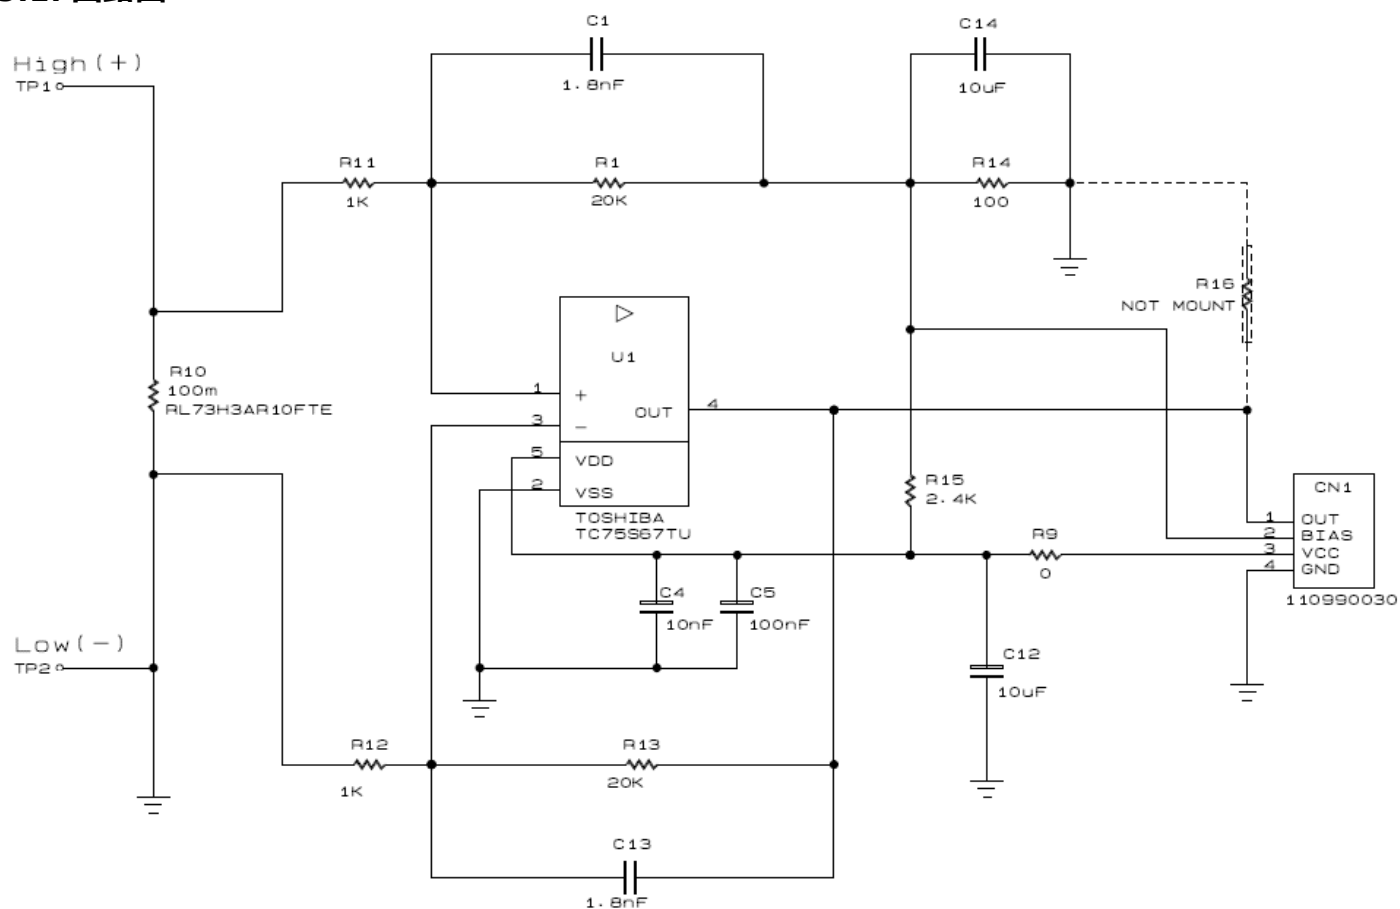 C1
1.8nF
C14
10uF
High(+)
TP1
R11
1K
R1
20K
R14
100
R16
NOT MOUNT
U1
R10
100m
RL73H3AR10FTE
1
+
OUT
4
3
-
5
VDD
2
VSS
TOSHIBA
TC75S67TU
R15
2.4K
CN1
1 OUT
2 BIAS
3 VCC
4 GND
110990030
R9
0
C4
10nF
C5
100nF
C12
10uF
Low(-)
TP2
R12
1K
R13
20K
C13
1.8nF